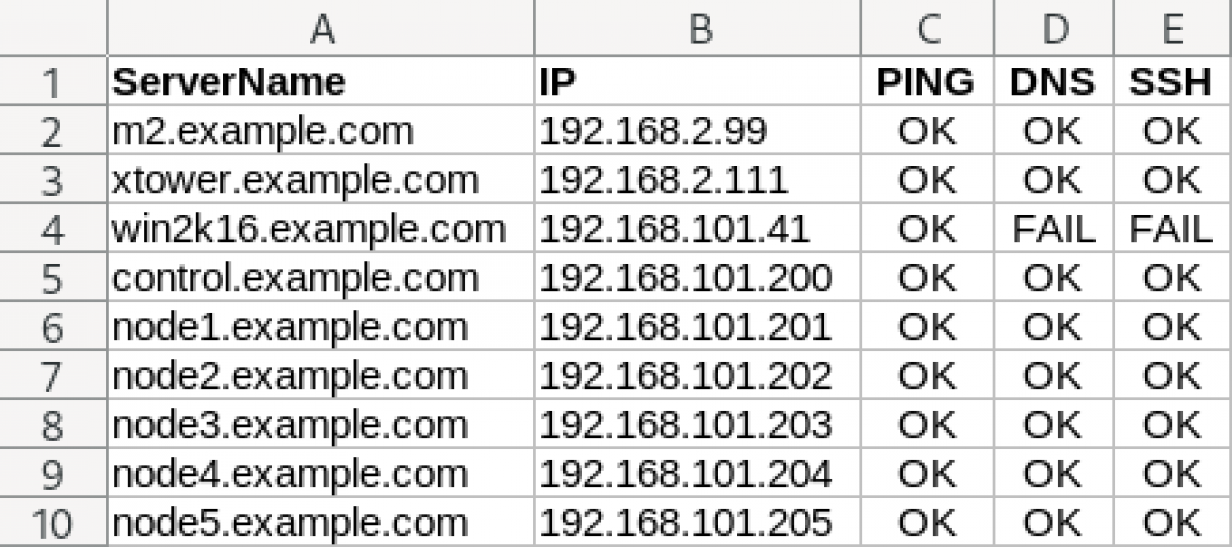 A B C D E
1 ServerName IP PING DNS SSH
2 m2.example.com 192.168.2.99 OK OK OK
3 xtower.example.com 192.168.2.111 OK OK OK
4 win2k16.example.com 192.168.101.41 OK FAIL FAIL
5 control.example.com 192.168.101.200 OK OK OK
6 node1.example.com 192.168.101.201 OK OK OK
7 node2.example.com 192.168.101.202 OK OK OK
8 node3.example.com 192.168.101.203 OK OK OK
9 node4.example.com 192.168.101.204 OK OK OK
10 node5.example.com 192.168.101.205 OK OK OK